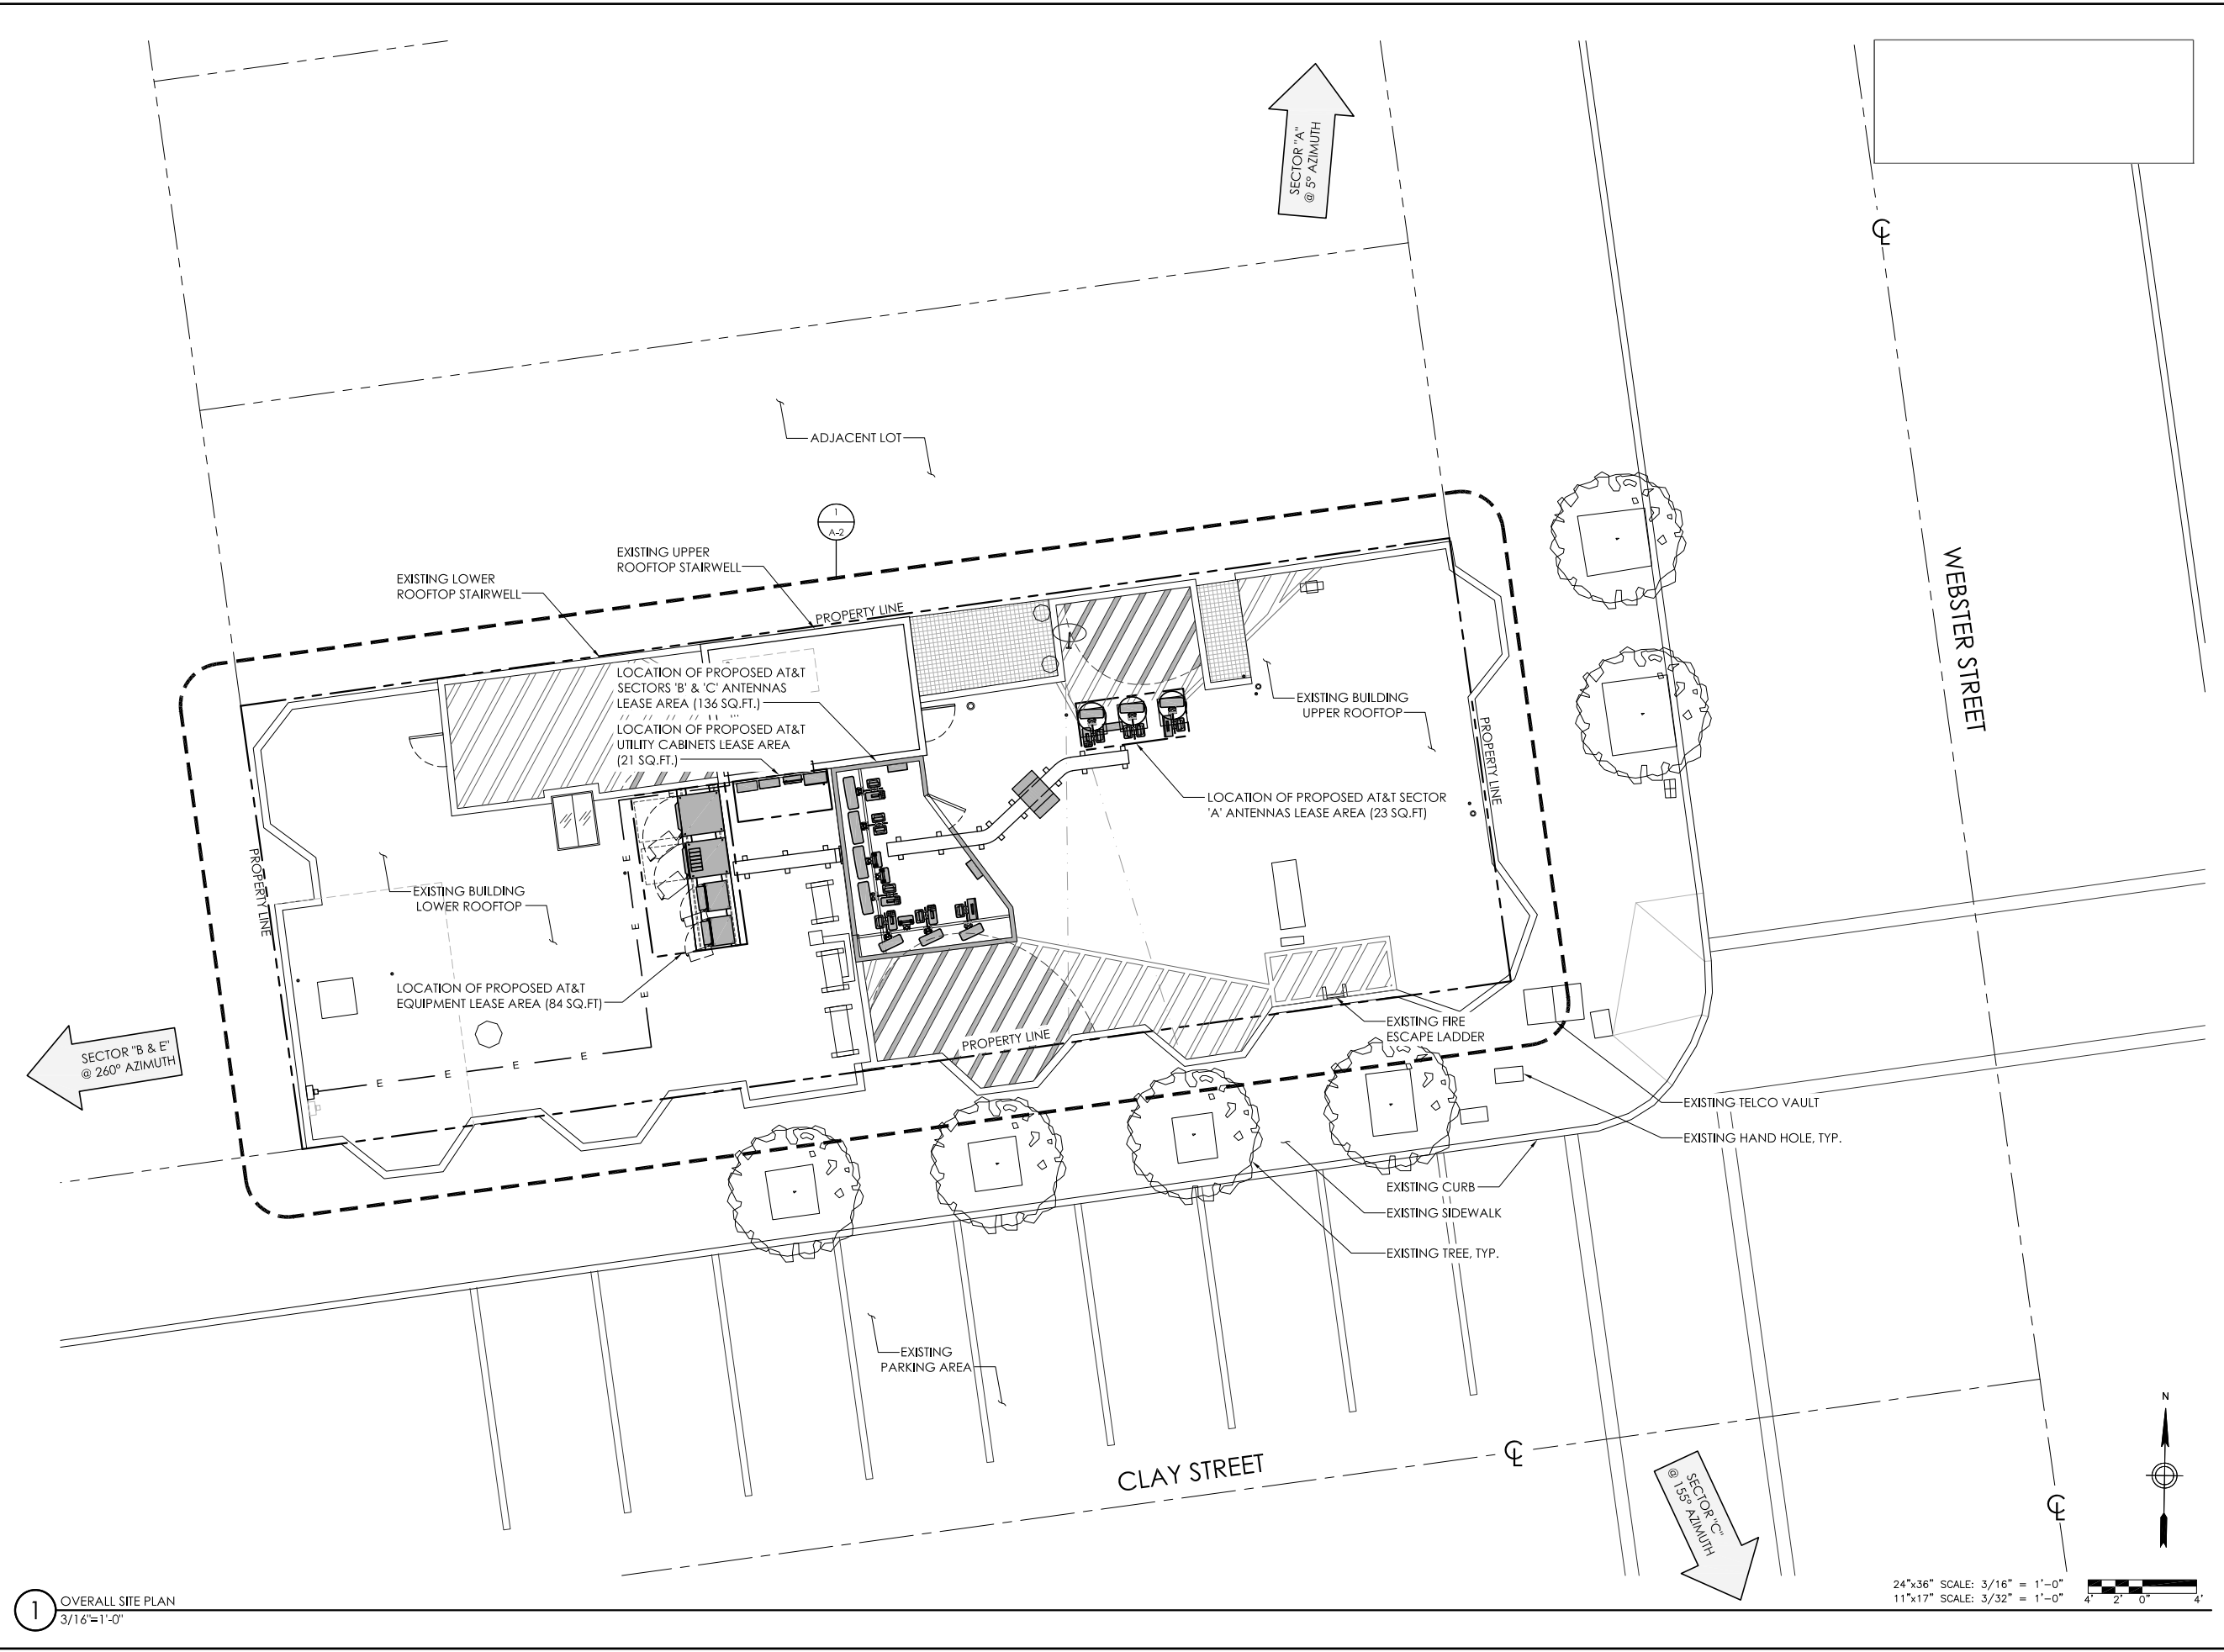 SECTOR "A"
@ 5° AZIMUTH
℄
ADJACENT LOT
1
A-2
EXISTING UPPER
ROOFTOP STAIRWELL
EXISTING LOWER
ROOFTOP STAIRWELL
PROPERTY LINE
WEBSTER STREET
LOCATION OF PROPOSED AT&T
SECTORS 'B' & 'C' ANTENNAS
LEASE AREA (136 SQ.FT.)
LOCATION OF PROPOSED AT&T
UTILITY CABINETS LEASE AREA
(21 SQ.FT.)
EXISTING BUILDING
UPPER ROOFTOP
PROPERTY LINE
LOCATION OF PROPOSED AT&T SECTOR
'A' ANTENNAS LEASE AREA (23 SQ.FT)
PROPERTY LINE
EXISTING BUILDING
LOWER ROOFTOP
E
E
E
E
E
LOCATION OF PROPOSED AT&T
EQUIPMENT LEASE AREA (84 SQ.FT)
SECTOR "B & E"
@ 260° AZIMUTH
E
E
E
E
PROPERTY LINE
EXISTING FIRE
ESCAPE LADDER
EXISTING TELCO VAULT
EXISTING HAND HOLE, TYP.
EXISTING CURB
EXISTING SIDEWALK
EXISTING TREE, TYP.
EXISTING
PARKING AREA
CLAY STREET
℄
SECTOR "C"
@ 155° AZIMUTH
℄
N
24"x36" SCALE: 3/16" = 1'-0"
11"x17" SCALE: 3/32" = 1'-0"
4' 2' 0" 4'
1
OVERALL SITE PLAN
3/16"=1'-0"